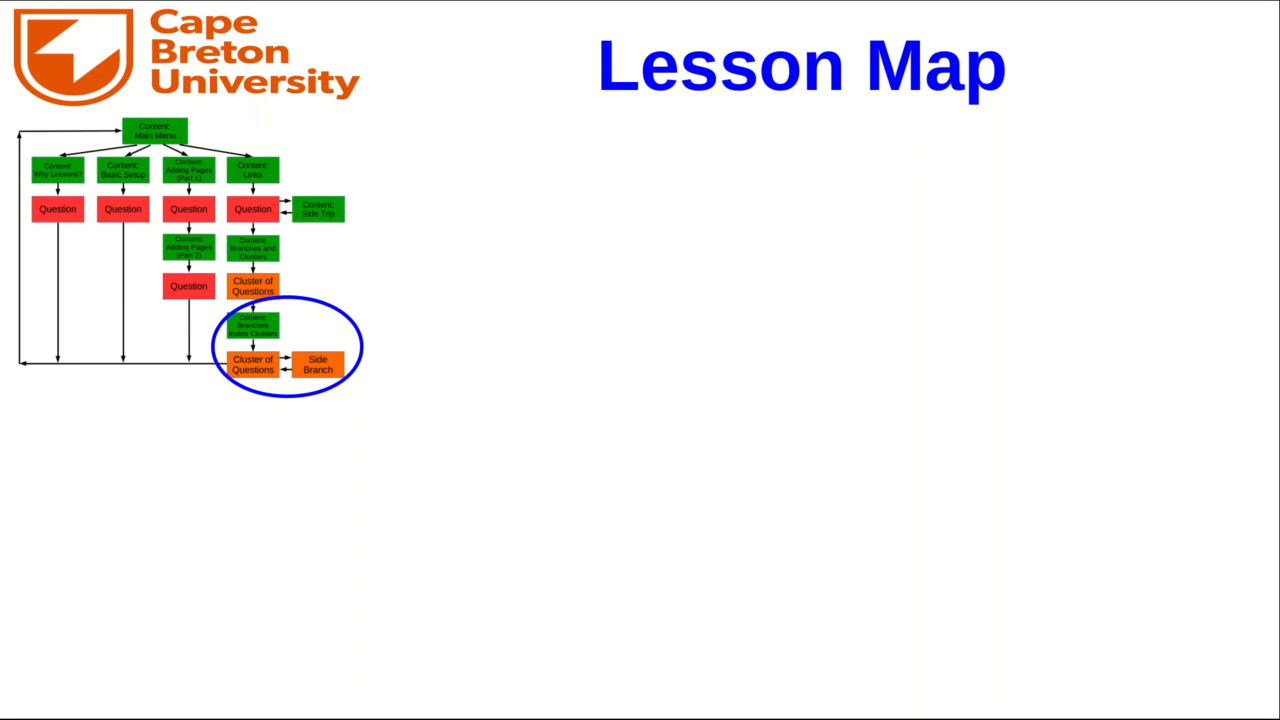 Cape
Breton
University
Lesson Map
Content:
Main Menu
Content:
Why Lessons?
Content:
Basic Setup
Content:
Adding Pages
(Part 1)
Content:
Links
Question
Question
Question
Question
Content:
Side Trip
Content:
Adding Pages
(Part 2)
Content:
Branches and
Clusters
Question
Cluster of
Questions
Content:
Branches
Inside Clusters
Cluster of
Questions
Side
Branch